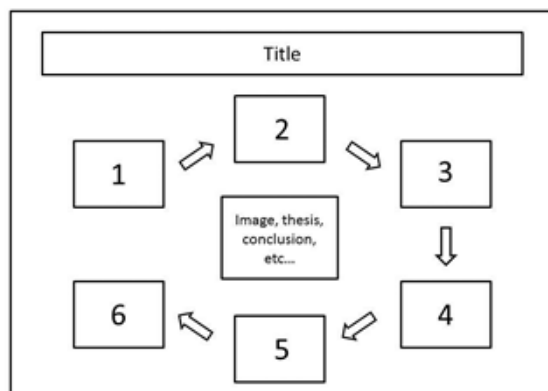 Title
1
2
3
Image, thesis,
conclusion,
etc...
4
5
6